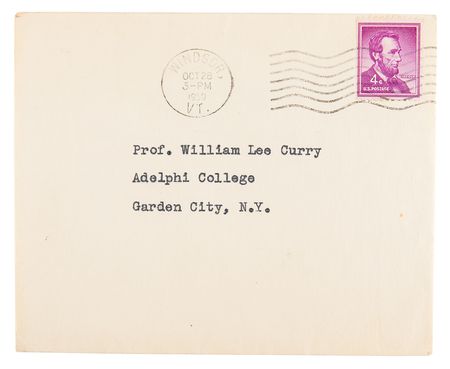 WINDSOR,
OCT 28
3-PM
VT.
4¢
U.S. POSTAGE
Prof. William Lee Curry
Adelphi College
Garden City, N.Y.